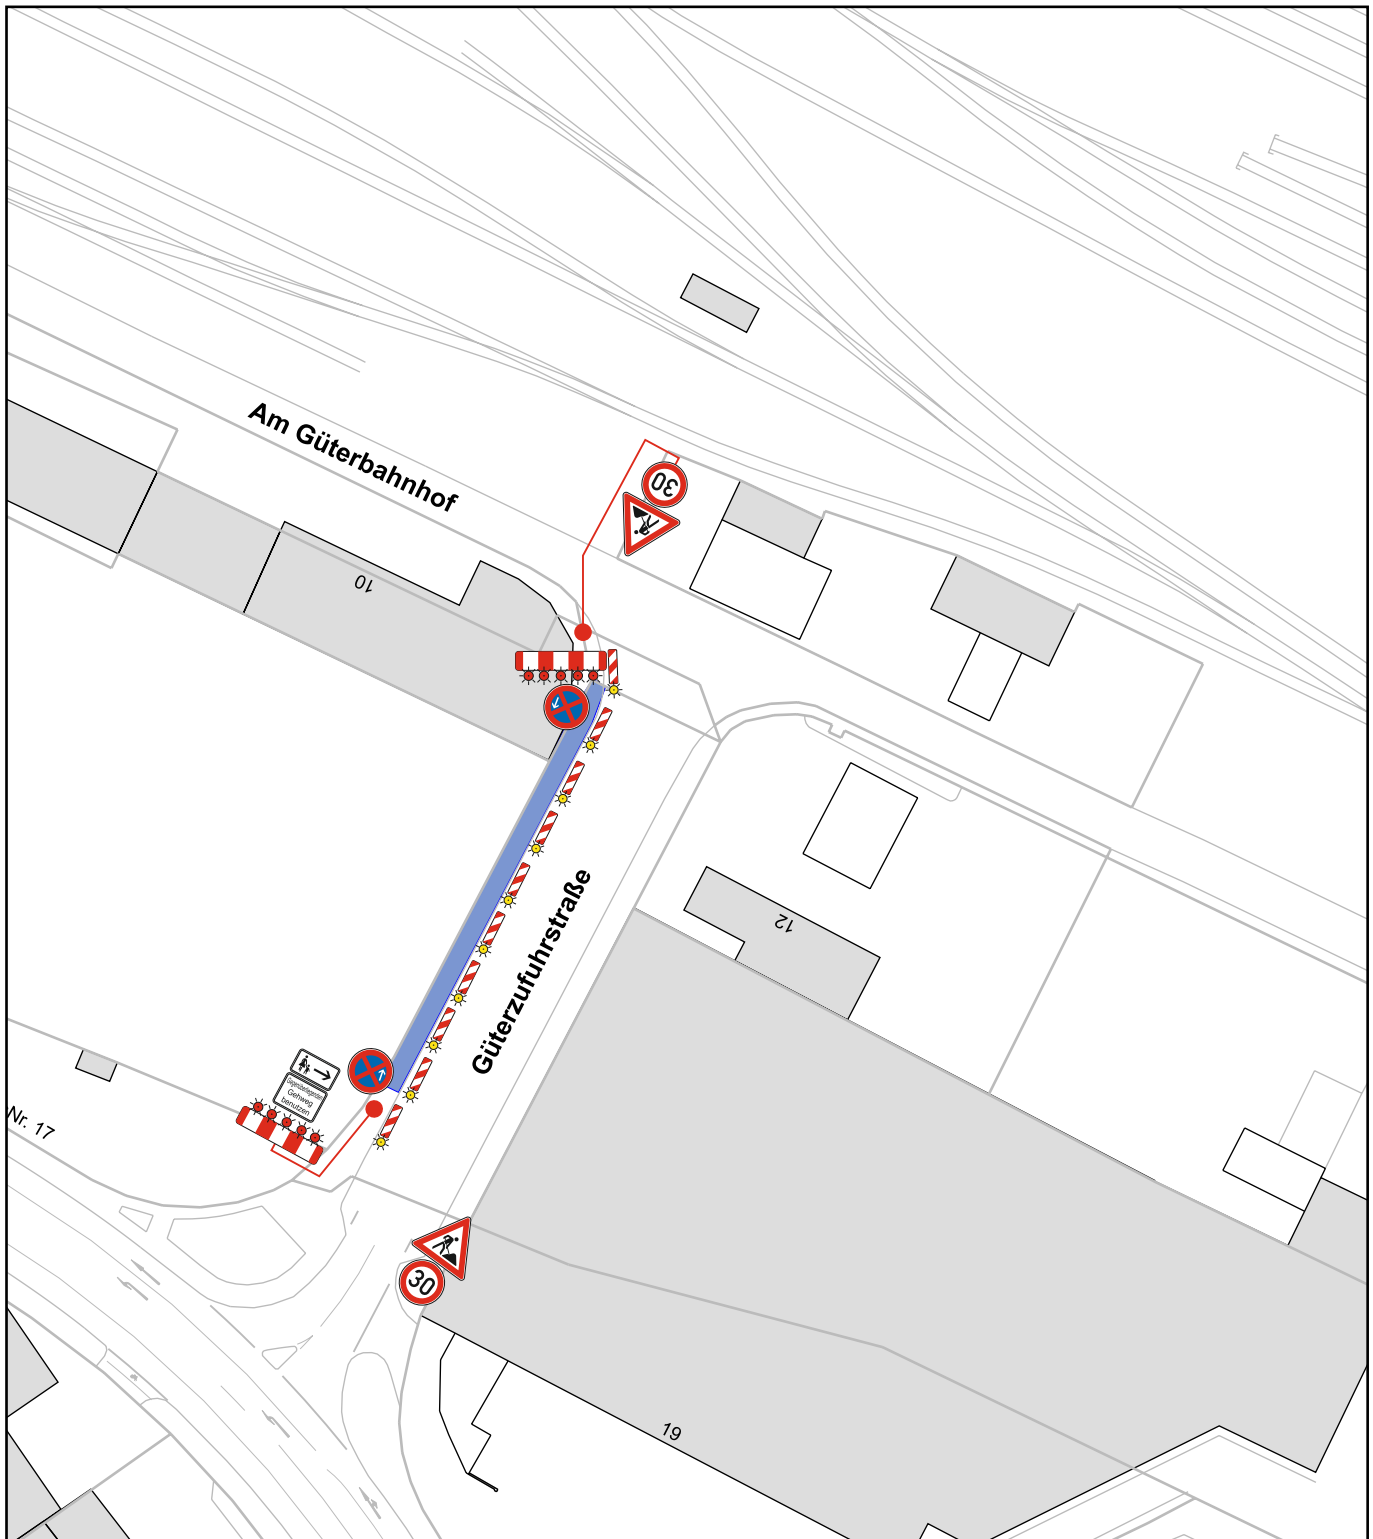 Am Güterbahnhof
30
10
12
Güterzufuhrstraße
Gegenüberliegenden
Gehweg
benutzen
Nr. 17
30
19